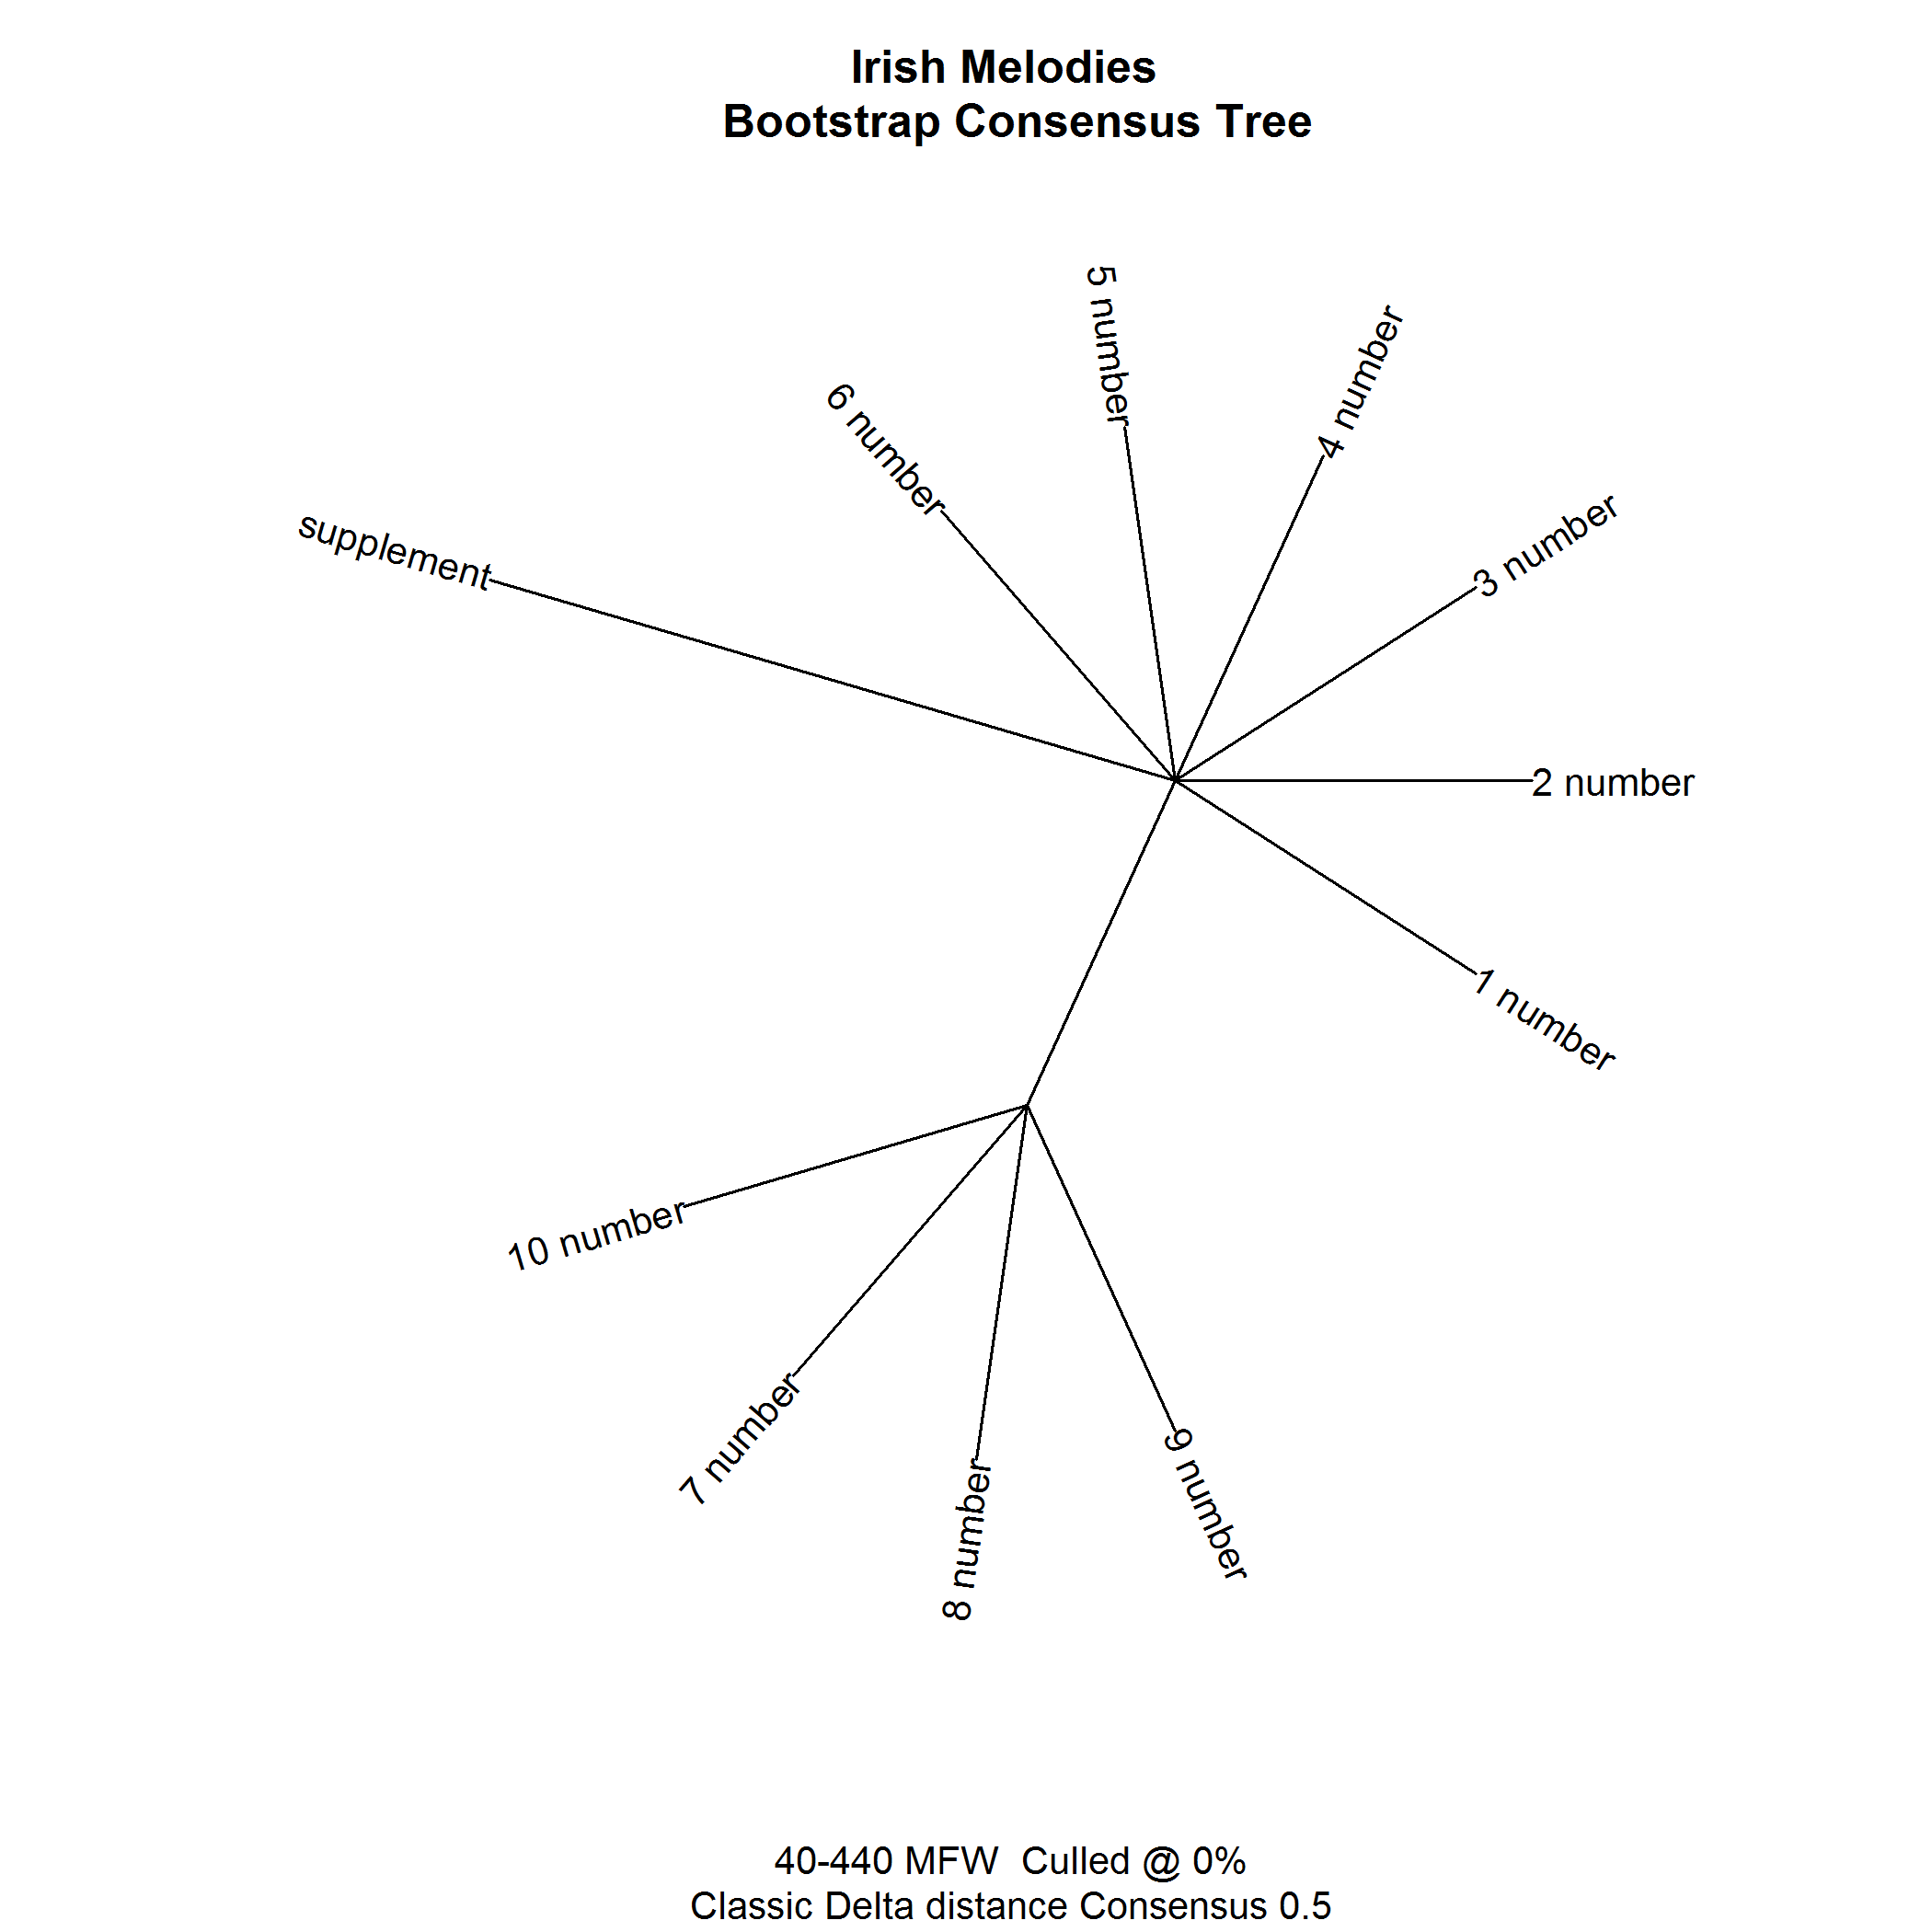 Irish Melodies
Bootstrap Consensus Tree
5 number
4 number
6 number
3 number
supplement
2 number
1 number
10 number
7 number
8 number
9 number
40-440 MFW  Culled @ 0%
Classic Delta distance Consensus 0.5